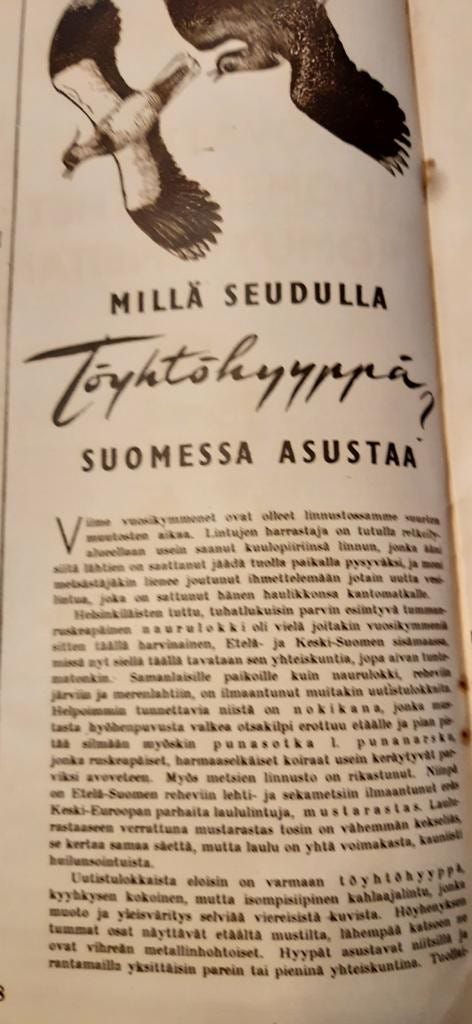 MILLÄ SEUDULLA
Töyhtöhyyppä,
SUOMESSA ASUSTAA?
Viime vuosikymmenet ovat olleet linnustossamme suurten
muutosten aikaa. Lintujen harrastaja on tutulla retkeily-
alueellaan usein saanut kuulopiiriinsä linnun, jonka ääni
siitä lähtien on saattanut jäädä tuolla paikalla pysyväksi, ja moni
metsästäjäkin lienee joutunut ihmettelemään jotain uutta vesi-
lintua, joka on sattunut hänen haulikkonsa kantomatkalle.
Helsinkiläisten tuttu, tuhatlukuisin parvin esiintyvä tumman-
ruskeapäinen naurulokki oli vielä joitakin vuosikymmeniä
sitten täällä harvinainen, Etelä- ja Keski-Suomen sisämaassa,
missä nyt siellä täällä tavataan sen yhteiskuntia, jopa aivan tunte-
matonkin. Samanlaisille paikoille kuin naurulokki, reheviin
järviin ja merenlahtiin, on ilmaantunut muitakin uutistulokkaita.
Helpoimmin tunnettavia niistä on nokikana, jonka mus-
tasta höyhenpuvusta valkea otsakilpi erottuu etäälle ja pian pis-
tää silmään myöskin punasotka l. punanarska,
jonka ruskeapäiset, harmaaselkäiset koiraat usein keräytyvät par-
viksi avoveteen. Myös metsien linnusto on rikastunut. Niinpä
on Etelä-Suomen reheviin lehti- ja sekametsiin ilmaantunut eräs
Keski-Euroopan parhaita laululintuja, mustarastas. Laulu-
rastaaseen verrattuna mustarastas tosin on vähemmän kekseliäs,
se kertaa samaa säettä, mutta laulu on yhtä voimakasta, kauniisti
huilunsointuista.
Uutistulokkaista eloisin on varmaan töyhtöhyyppä,
kyyhkysen kokoinen, mutta isompisiipinen kahlaajalintu, jonka
muoto ja yleisväritys selviää viereisistä kuvista. Höyhenyksen
tummat osat näyttävät etäältä mustilta, lähempää katsoen ne
ovat vihreän metallinhohtoiset. Hyypät asustavat niityillä ja
rantamailla yksittäisin parein tai pieninä yhteiskuntina. Tuollai-
8